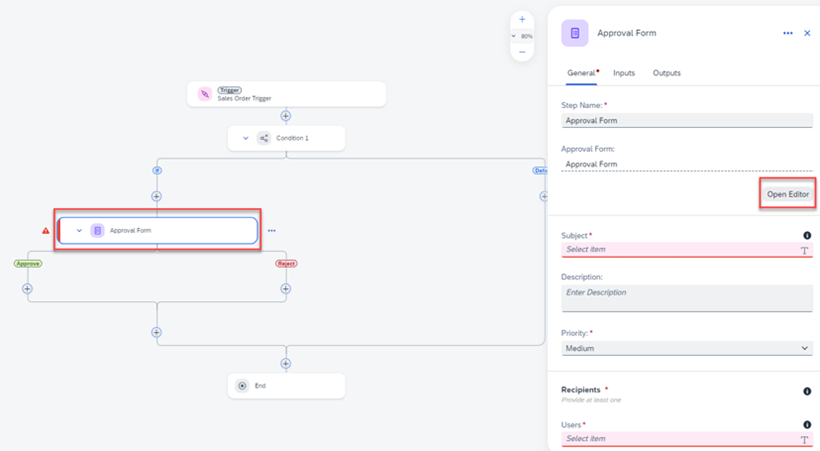 80%
Trigger
Sales Order Trigger
Condition 1
If
Approval Form
Approve
Reject
End
Approval Form
General* Inputs Outputs
Step Name: *
Approval Form
Approval Form:
Approval Form
Open Editor
Subject: *
Select item
Description:
Enter Description
Priority: *
Medium
Recipients *
Provide at least one
Users *
Select item